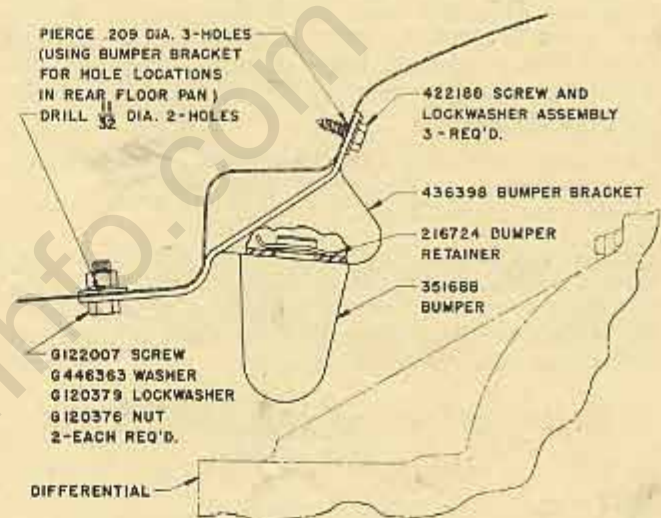 PIERCE .209 DIA. 3-HOLES
(USING BUMPER BRACKET
FOR HOLE LOCATIONS
IN REAR FLOOR PAN)
DRILL 11/32 DIA. 2-HOLES
422188 SCREW AND
LOCKWASHER ASSEMBLY
3-REQ'D.
436398 BUMPER BRACKET
216724 BUMPER
RETAINER
351688
BUMPER
G122007 SCREW
G446363 WASHER
G120379 LOCKWASHER
G120376 NUT
2-EACH REQ'D.
DIFFERENTIAL
info.com